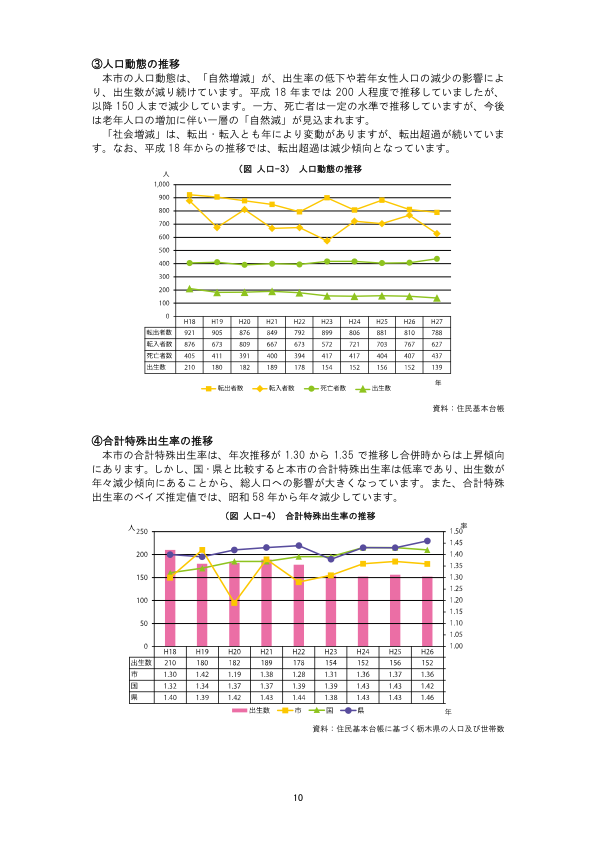 ③人口動態の推移
本市の人口動態は、「自然増減」が、出生率の低下や若年女性人口の減少の影響によ
り、出生数が減り続けています。平成 18 年までは 200 人程度で推移していましたが、
以降 150 人まで減少しています。一方、死亡者は一定の水準で推移していますが、今後
は老年人口の増加に伴い一層の「自然減」が見込まれます。
「社会増減」は、転出・転入とも年により変動がありますが、転出超過が続いていま
す。なお、平成 18 年からの推移では、転出超過は減少傾向となっています。
(図 人口-3) 人口動態の推移
人
1,000
900
800
700
600
500
400
300
200
100
0
H18 H19 H20 H21 H22 H23 H24 H25 H26 H27
転出者数 921 905 876 849 792 899 806 881 810 788
転入者数 876 673 809 667 673 572 721 703 767 627
死亡者数 405 411 391 400 394 417 417 404 407 437
出生数 210 180 182 189 178 154 152 156 152 139
転出者数 転入者数 死亡者数 出生数
年
資料：住民基本台帳
④合計特殊出生率の推移
本市の合計特殊出生率は、年次推移が 1.30 から 1.35 で推移し合併時からは上昇傾向
にあります。しかし、国・県と比較すると本市の合計特殊出生率は低率であり、出生数が
年々減少傾向にあることから、総人口への影響が大きくなっています。また、合計特殊
出生率のベイズ推定値では、昭和 58 年から年々減少しています。
(図 人口-4) 合計特殊出生率の推移
人 率
250 1.50
1.45
200 1.40
1.35
150 1.30
1.25
100 1.20
1.15
50 1.10
1.05
0 1.00
H18 H19 H20 H21 H22 H23 H24 H25 H26
出生数 210 180 182 189 178 154 152 156 152
市 1.30 1.42 1.19 1.38 1.28 1.31 1.36 1.37 1.36
国 1.32 1.34 1.37 1.37 1.39 1.39 1.43 1.43 1.42
県 1.40 1.39 1.42 1.43 1.44 1.38 1.43 1.43 1.46
出生数 市 国 県
年
資料：住民基本台帳に基づく栃木県の人口及び世帯数
10